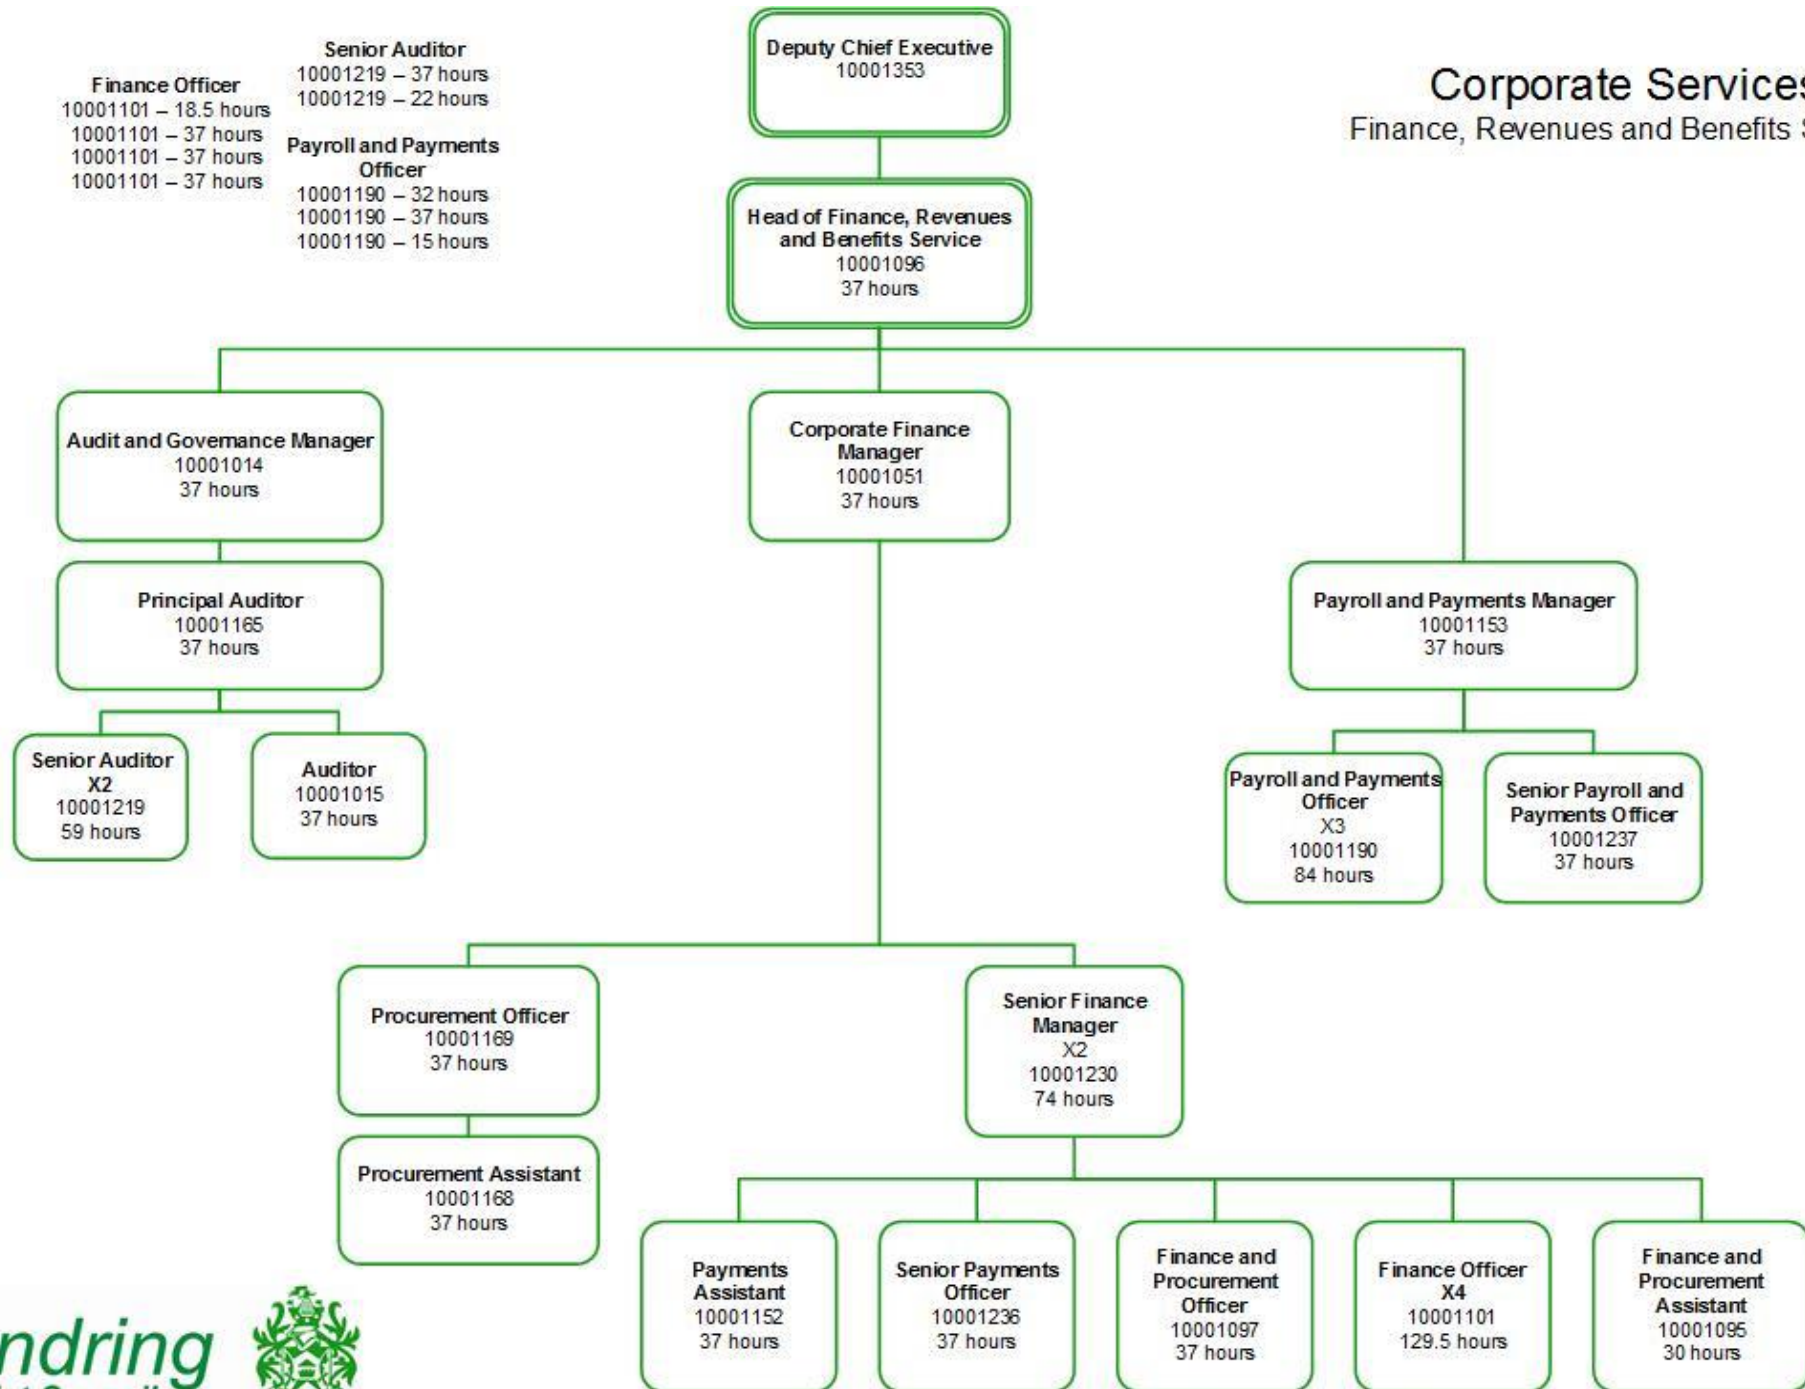 Senior Auditor
10001219 – 37 hours
10001219 – 22 hours
Finance Officer
10001101 – 18.5 hours
10001101 – 37 hours
10001101 – 37 hours
10001101 – 37 hours
Payroll and Payments
Officer
10001190 – 32 hours
10001190 – 37 hours
10001190 – 15 hours
Deputy Chief Executive
10001353
Corporate Services
Finance, Revenues and Benefits
Head of Finance, Revenues
and Benefits Service
10001096
37 hours
Audit and Governance Manager
10001014
37 hours
Corporate Finance
Manager
10001051
37 hours
Principal Auditor
10001165
37 hours
Payroll and Payments Manager
10001153
37 hours
Senior Auditor
X2
10001219
59 hours
Auditor
10001015
37 hours
Payroll and Payments
Officer
X3
10001190
84 hours
Senior Payroll and
Payments Officer
10001237
37 hours
Procurement Officer
10001169
37 hours
Senior Finance
Manager
X2
10001230
74 hours
Procurement Assistant
10001168
37 hours
Payments
Assistant
10001152
37 hours
Senior Payments
Officer
10001236
37 hours
Finance and
Procurement
Officer
10001097
37 hours
Finance Officer
X4
10001101
129.5 hours
Finance and
Procurement
Assistant
10001095
30 hours
ndring